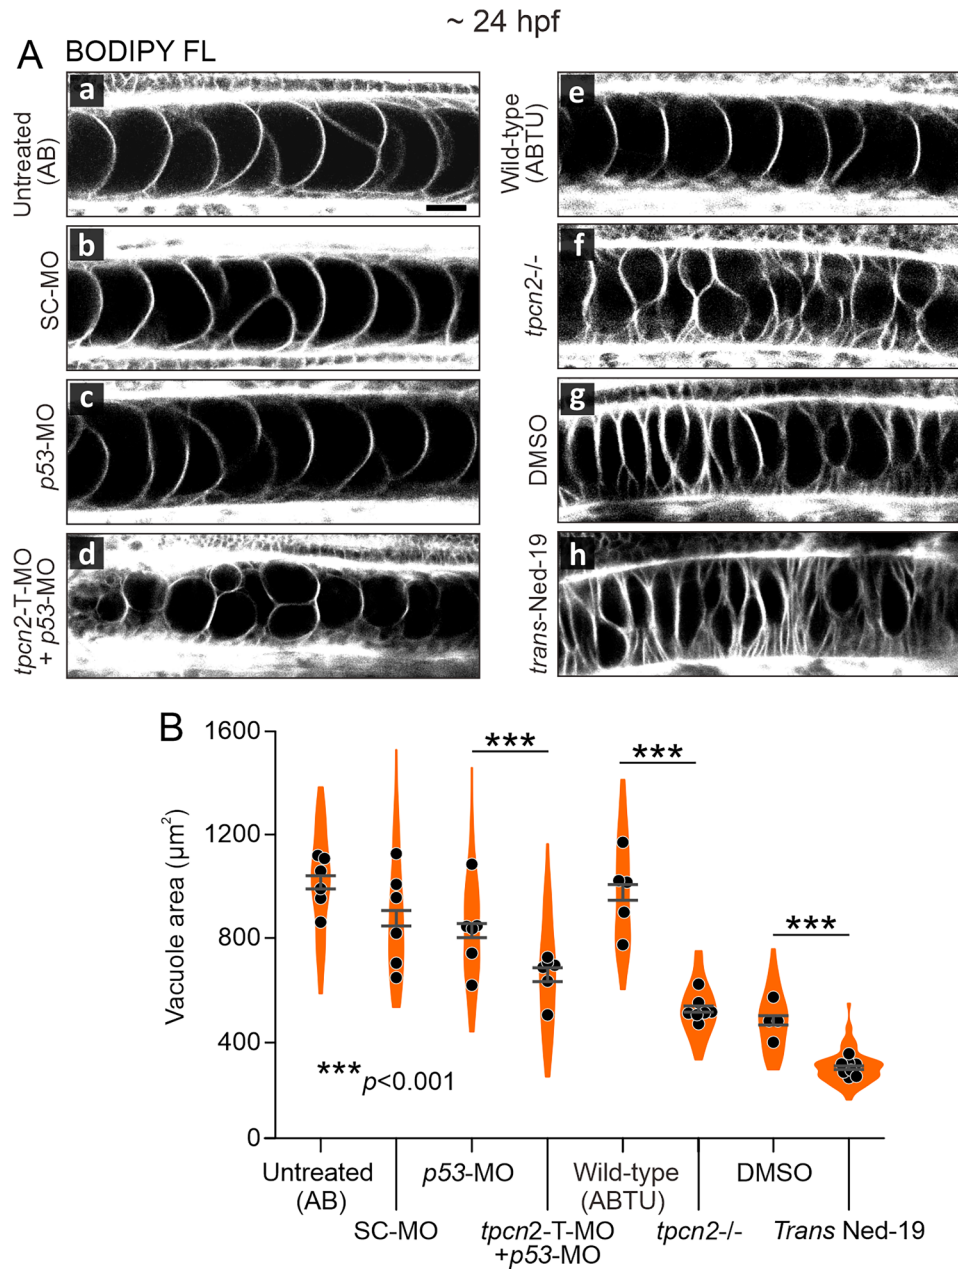 ~ 24 hpf
A BODIPY FL
a
Untreated
(AB)
b
SC-MO
c
p53-MO
d
tpcn2-T-MO
+ p53-MO
e
Wild-type
(ABTU)
f
tpcn2-/-
g
DMSO
h
trans-Ned-19
B
Vacuole area (µm²)
1600
1200
800
400
0
***
***
***
*** p<0.001
Untreated
(AB)
SC-MO
p53-MO
tpcn2-T-MO
+p53-MO
Wild-type
(ABTU)
tpcn2-/-
DMSO
Trans Ned-19